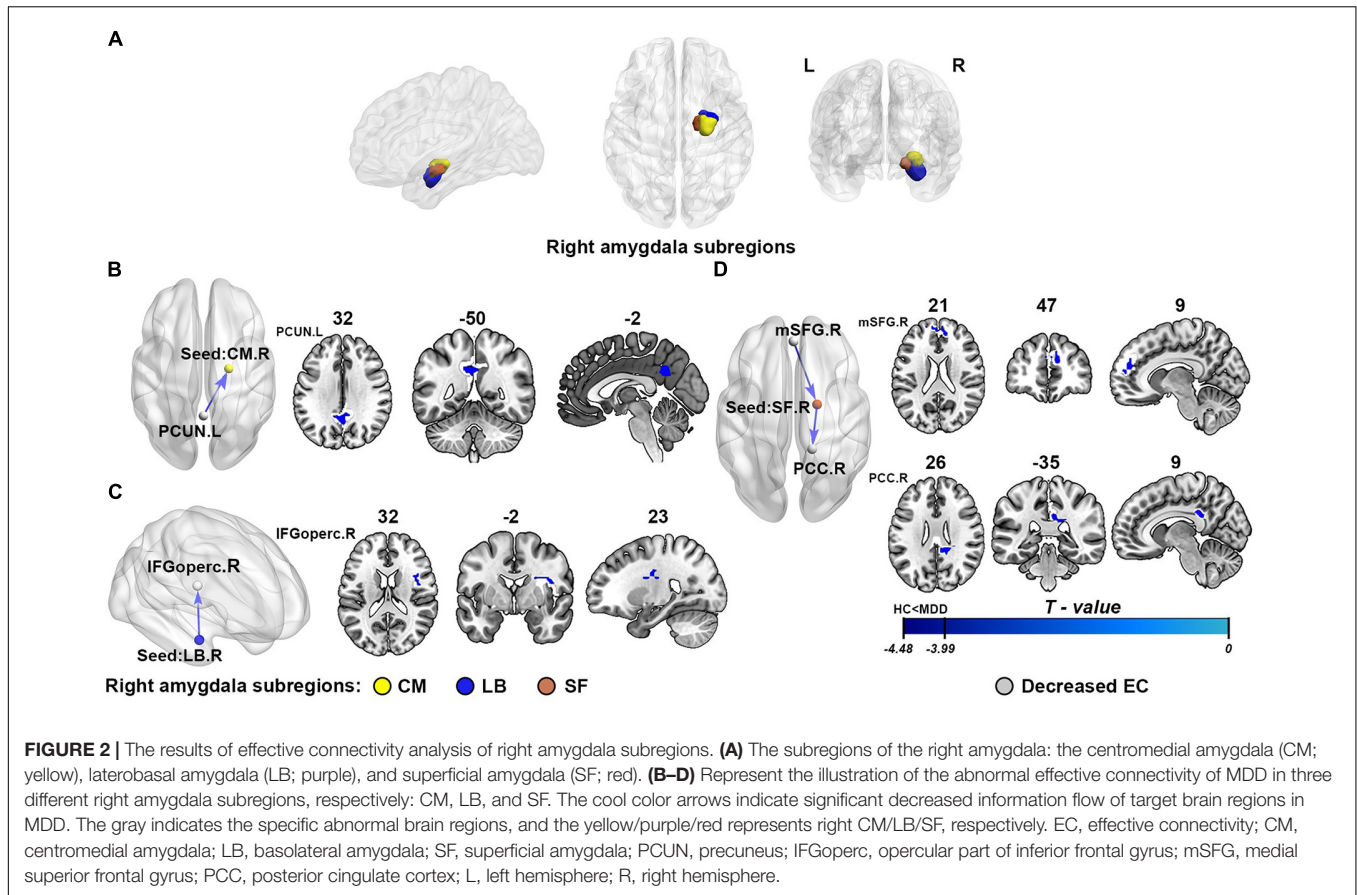 A
L R
Right amygdala subregions
B
PCUN.L
32 -50 -2
Seed:CM.R
PCUN.L
D
mSFG.R
21 47 9
mSFG.R
Seed:SF.R
PCC.R
PCC.R
26 -35 9
C
IFGoperc.R
32 -2 23
IFGoperc.R
Seed:LB.R
HC<MDD T - value
-4.48 -3.99 0
Right amygdala subregions: CM LB SF
Decreased EC
FIGURE 2 | The results of effective connectivity analysis of right amygdala subregions. (A) The subregions of the right amygdala: the centromedial amygdala (CM;
yellow), laterobasal amygdala (LB; purple), and superficial amygdala (SF; red). (B–D) Represent the illustration of the abnormal effective connectivity of MDD in three
different right amygdala subregions, respectively: CM, LB, and SF. The cool color arrows indicate significant decreased information flow of target brain regions in
MDD. The gray indicates the specific abnormal brain regions, and the yellow/purple/red represents right CM/LB/SF, respectively. EC, effective connectivity; CM,
centromedial amygdala; LB, basolateral amygdala; SF, superficial amygdala; PCUN, precuneus; IFGoperc, opercular part of inferior frontal gyrus; mSFG, medial
superior frontal gyrus; PCC, posterior cingulate cortex; L, left hemisphere; R, right hemisphere.